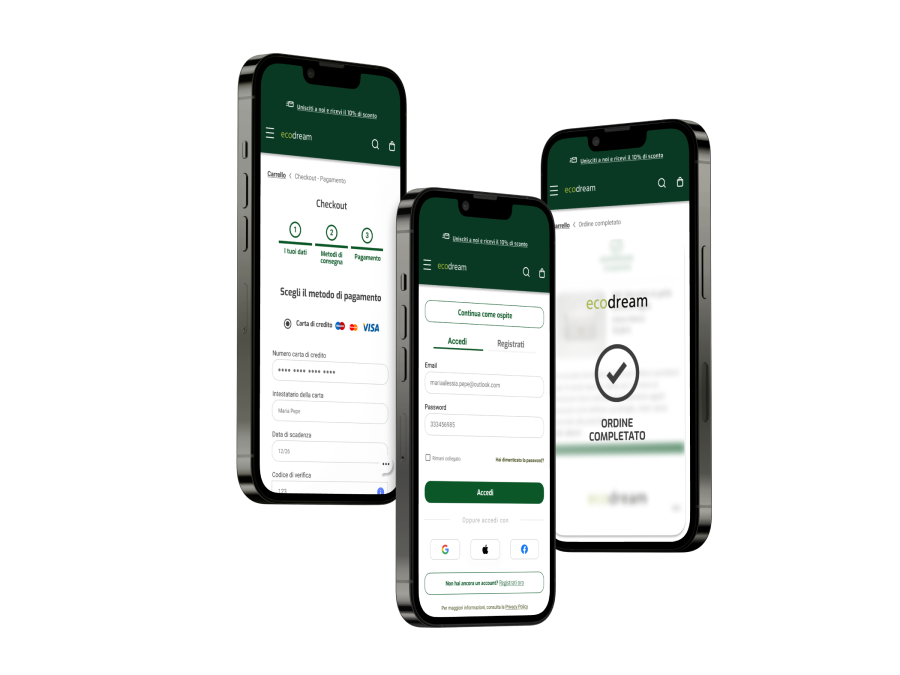 Unisciti a noi e ricevi il 10% di sconto
ecodream
Carrello < Checkout - Pagamento
Checkout
1 2 3
I tuoi dati
Metodi di
consegna
Pagamento
Scegli il metodo di pagamento
Carta di credito VISA
Numero carta di credito
•••• •••• •••• ••••
Intestatario della carta
Maria Pepe
Data di scadenza
12/26
Codice di verifica
123
Unisciti a noi e ricevi il 10% di sconto
ecodream
Continua come ospite
Accedi Registrati
Email
mariaalessia.pepe@outlook.com
Password
333456985
Rimani collegato Hai dimenticato la password?
Accedi
Oppure accedi con
Non hai ancora un account? Registrati ora
Per maggiori informazioni, consulta la Privacy Policy
Unisciti a noi e ricevi il 10% di sconto
ecodream
Carrello < Ordine completato
ecodream
ORDINE
COMPLETATO
ecodream